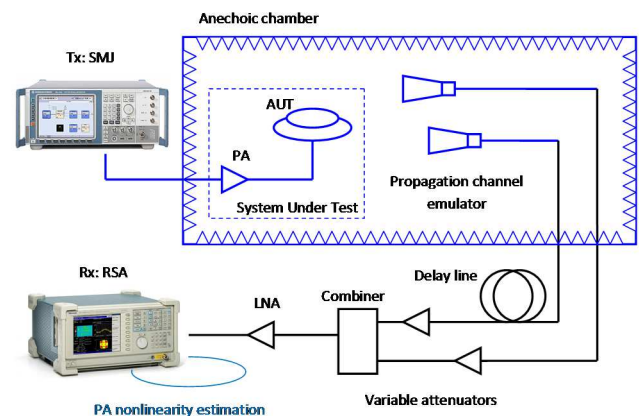 Anechoic chamber
Tx: SMJ
AUT
PA
System Under Test
Propagation channel
emulator
Rx: RSA
Delay line
LNA
Combiner
Variable attenuators
PA nonlinearity estimation